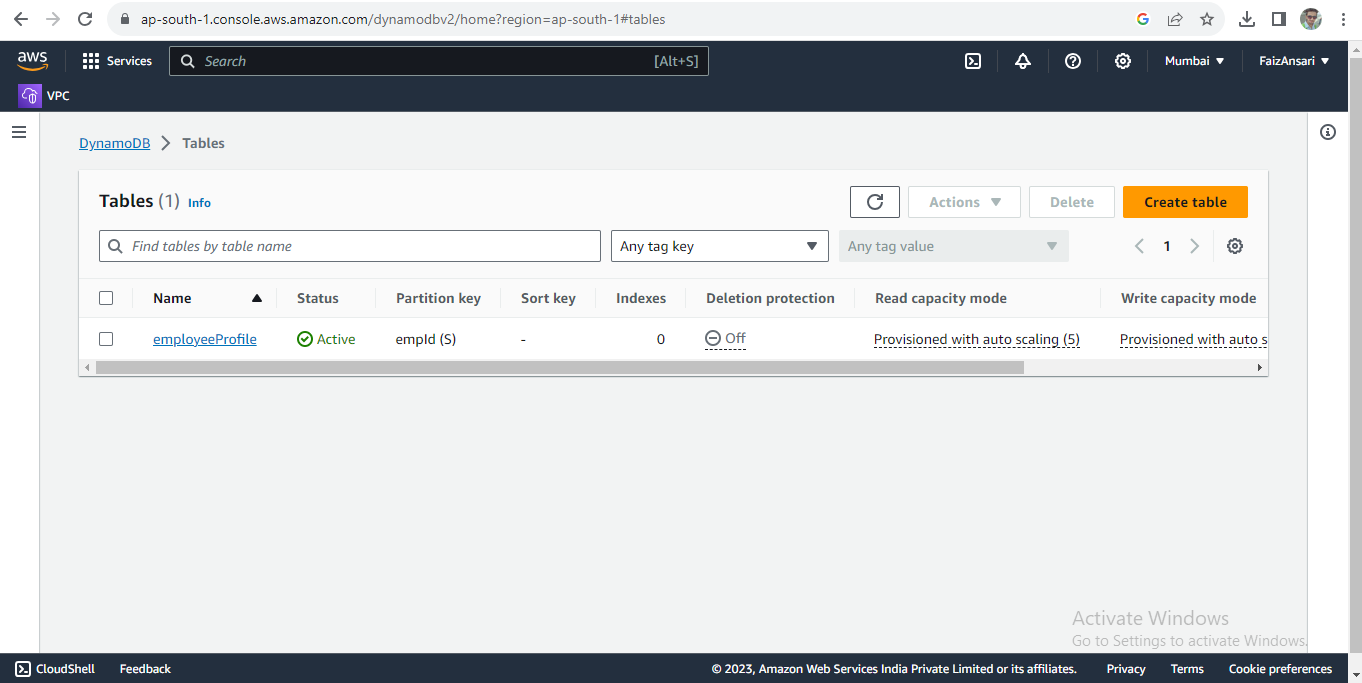 ap-south-1.console.aws.amazon.com/dynamodbv2/home?region=ap-south-1#tables
aws Services Search [Alt+S] Mumbai FaizAnsari
VPC
DynamoDB Tables
Tables (1) Info Actions Delete Create table
Find tables by table name Any tag key Any tag value 1
Name Status Partition key Sort key Indexes Deletion protection Read capacity mode Write capacity mode
employeeProfile Active empId (S) - 0 Off Provisioned with auto scaling (5) Provisioned with auto s
Activate Windows
Go to Settings to activate Windows.
CloudShell Feedback © 2023, Amazon Web Services India Private Limited or its affiliates. Privacy Terms Cookie preferences